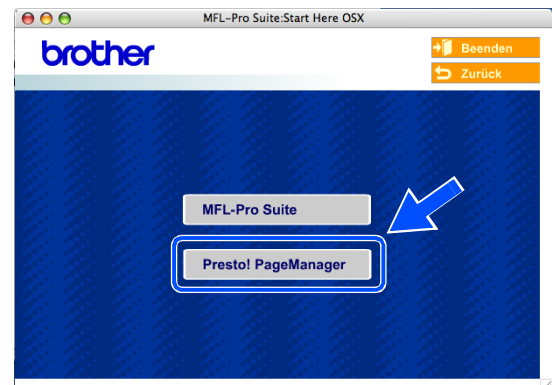 MFL-Pro Suite:Start Here OSX
brother
Beenden
Zurück
MFL-Pro Suite
Presto! PageManager